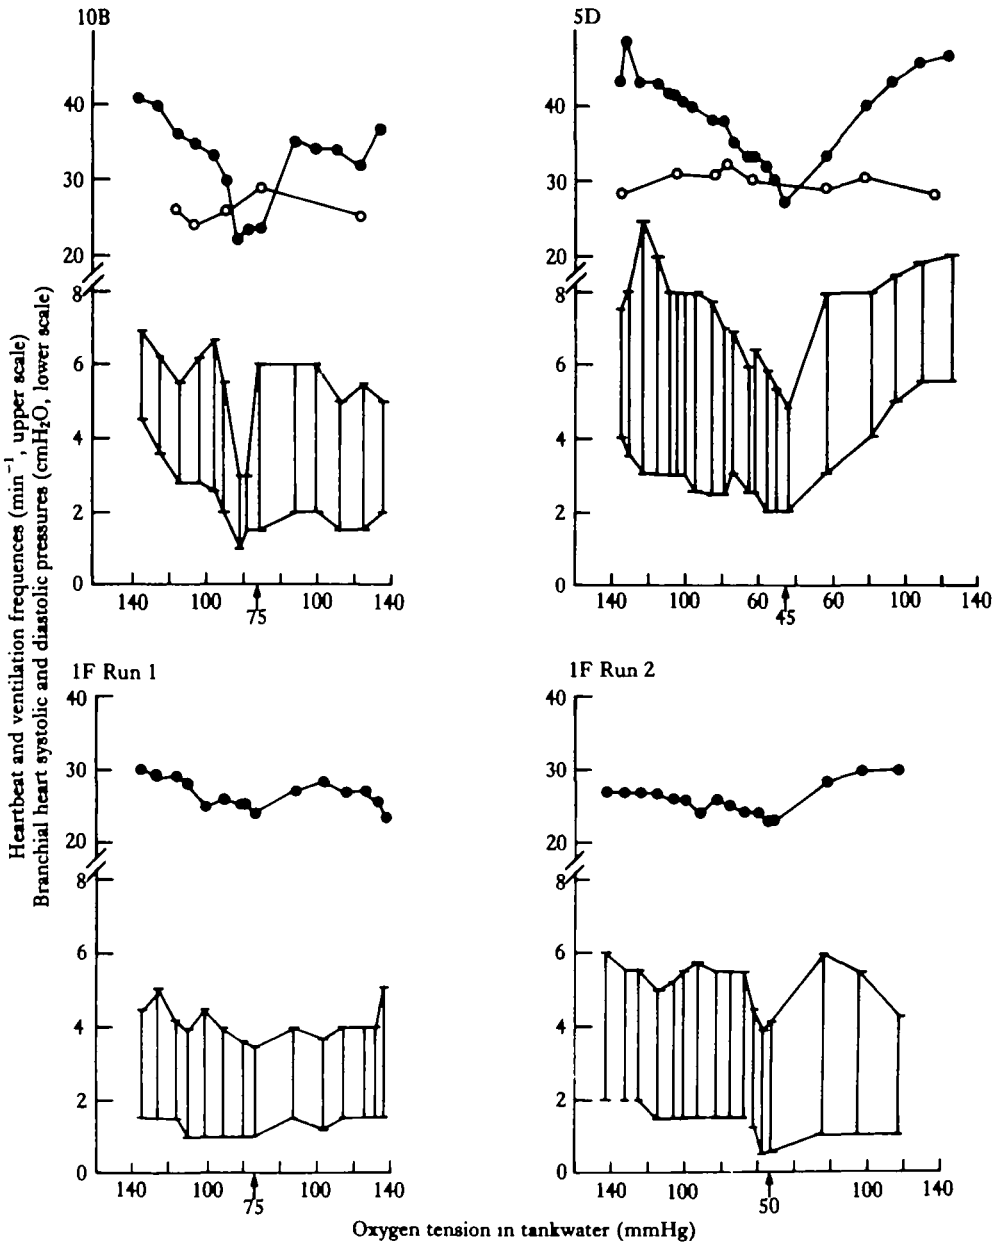 10B
5D
40
30
20
8
6
4
2
0
140 100 75 100 140
40
30
20
8
6
4
2
0
140 100 60 45 60 100 140
1F Run 1
1F Run 2
40
30
20
8
6
4
2
0
140 100 75 100 140
40
30
20
8
6
4
2
0
140 100 50 100 140
Heartbeat and ventilation frequences (min⁻¹, upper scale)
Branchial heart systolic and diastolic pressures (cmH₂O, lower scale)
Oxygen tension in tankwater (mmHg)